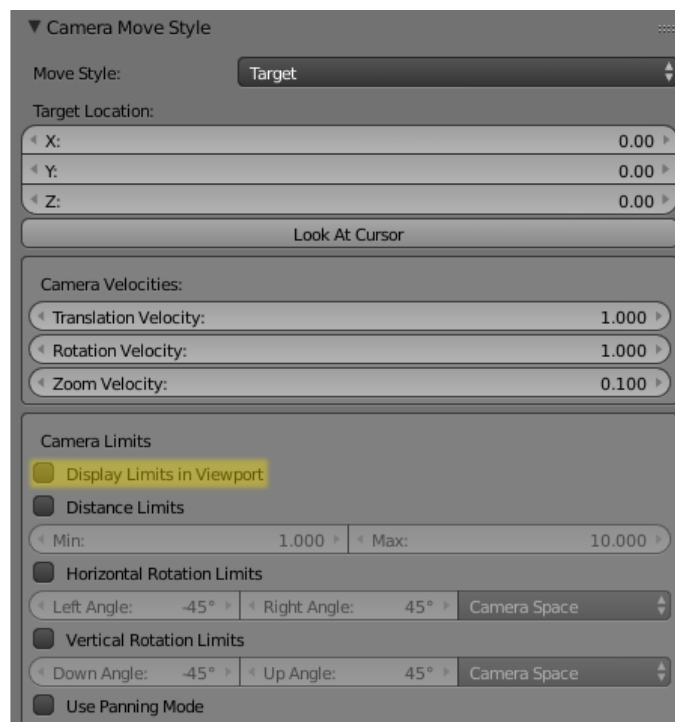 Camera Move Style
Move Style: Target
Target Location:
X: 0.00
Y: 0.00
Z: 0.00
Look At Cursor
Camera Velocities:
Translation Velocity: 1.000
Rotation Velocity: 1.000
Zoom Velocity: 0.100
Camera Limits
Display Limits in Viewport
Distance Limits
Min: 1.000 Max: 10.000
Horizontal Rotation Limits
Left Angle: -45° Right Angle: 45° Camera Space
Vertical Rotation Limits
Down Angle: -45° Up Angle: 45° Camera Space
Use Panning Mode